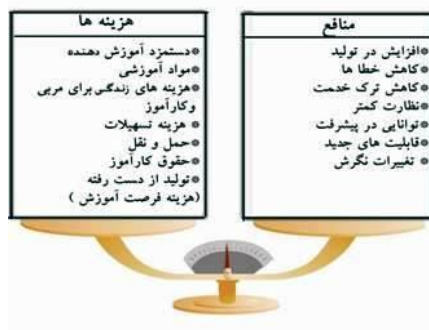 منافع
افزایش در تولید
کاهش خطا ها
کاهش ترک خدمت
نظارت کمتر
توانایی در پیشرفت
قابلیت های جدید
تغییرات نگرش
هزینه ها
دستمزد آموزش دهنده
مواد آموزشی
هزینه های زندگی برای مربی
وکارآموز
هزینه تسهیلات
حمل و نقل
حقوق کارآموز
تولید از دست رفته
(هزینه فرصت آموزش )